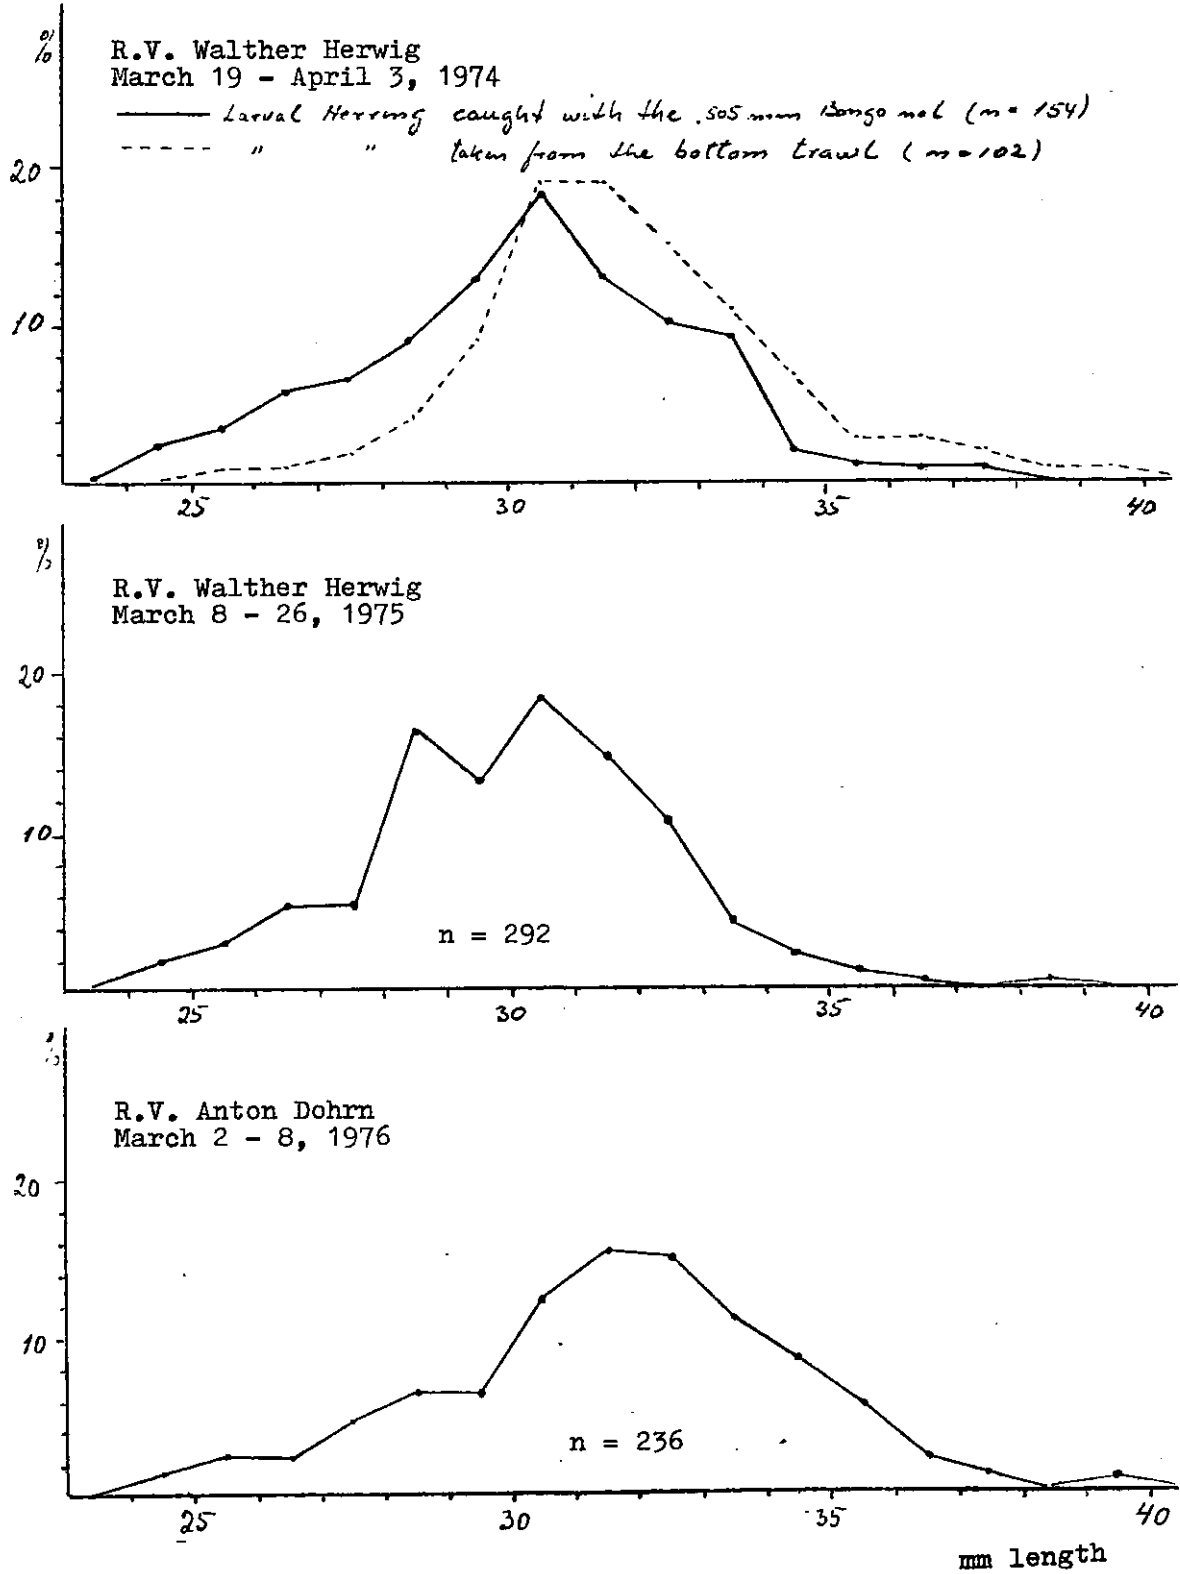 %
R.V. Walther Herwig
March 19 - April 3, 1974
Larval Herring caught with the .505 mm Bongo net (n = 154)
" " taken from the bottom trawl (n = 102)
20
10
25 30 35 40
%
R.V. Walther Herwig
March 8 - 26, 1975
20
10
n = 292
25 30 35 40
%
R.V. Anton Dohrn
March 2 - 8, 1976
20
10
n = 236
25 30 35 40
mm length